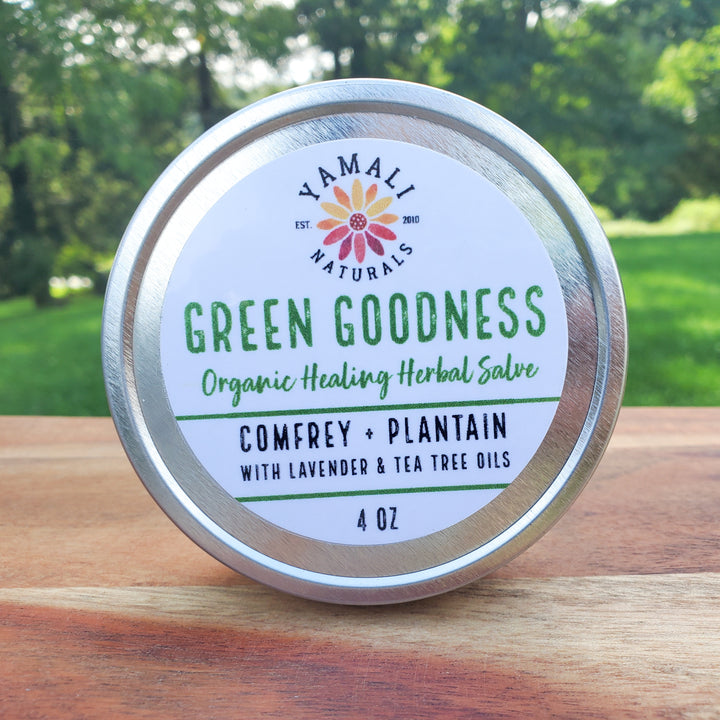 YAMALI
EST. 2010
NATURALS
GREEN GOODNESS
Organic Healing Herbal Salve
COMFREY + PLANTAIN
WITH LAVENDER & TEA TREE OILS
4 OZ